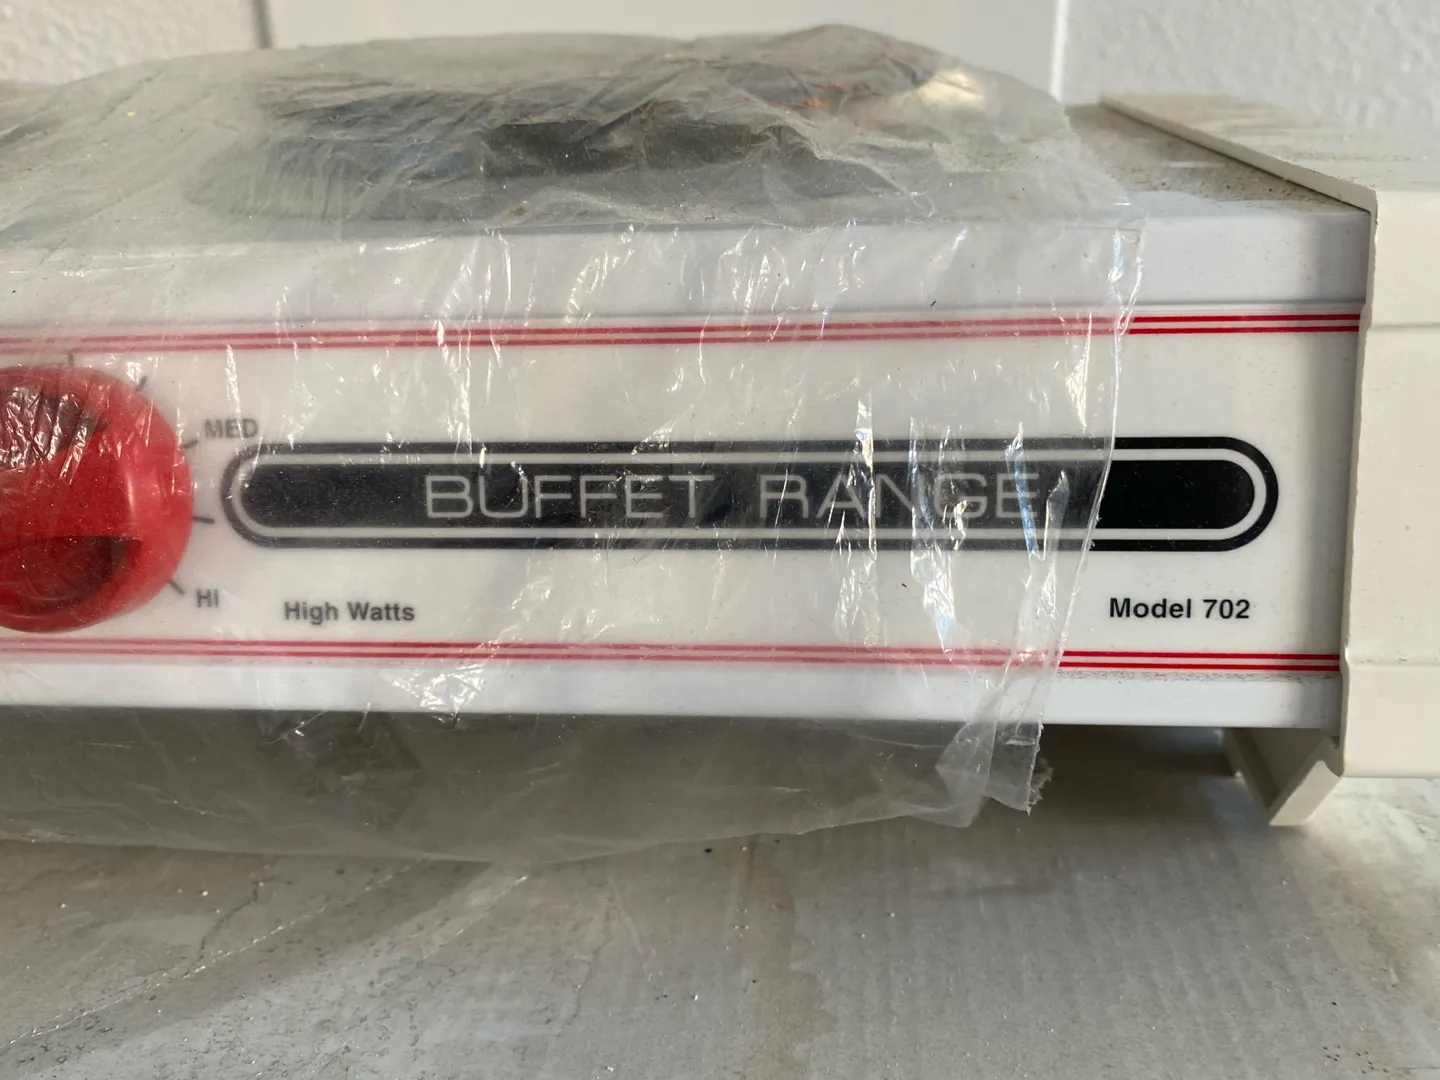 MED
BUFFET RANGE
HI
High Watts
Model 702